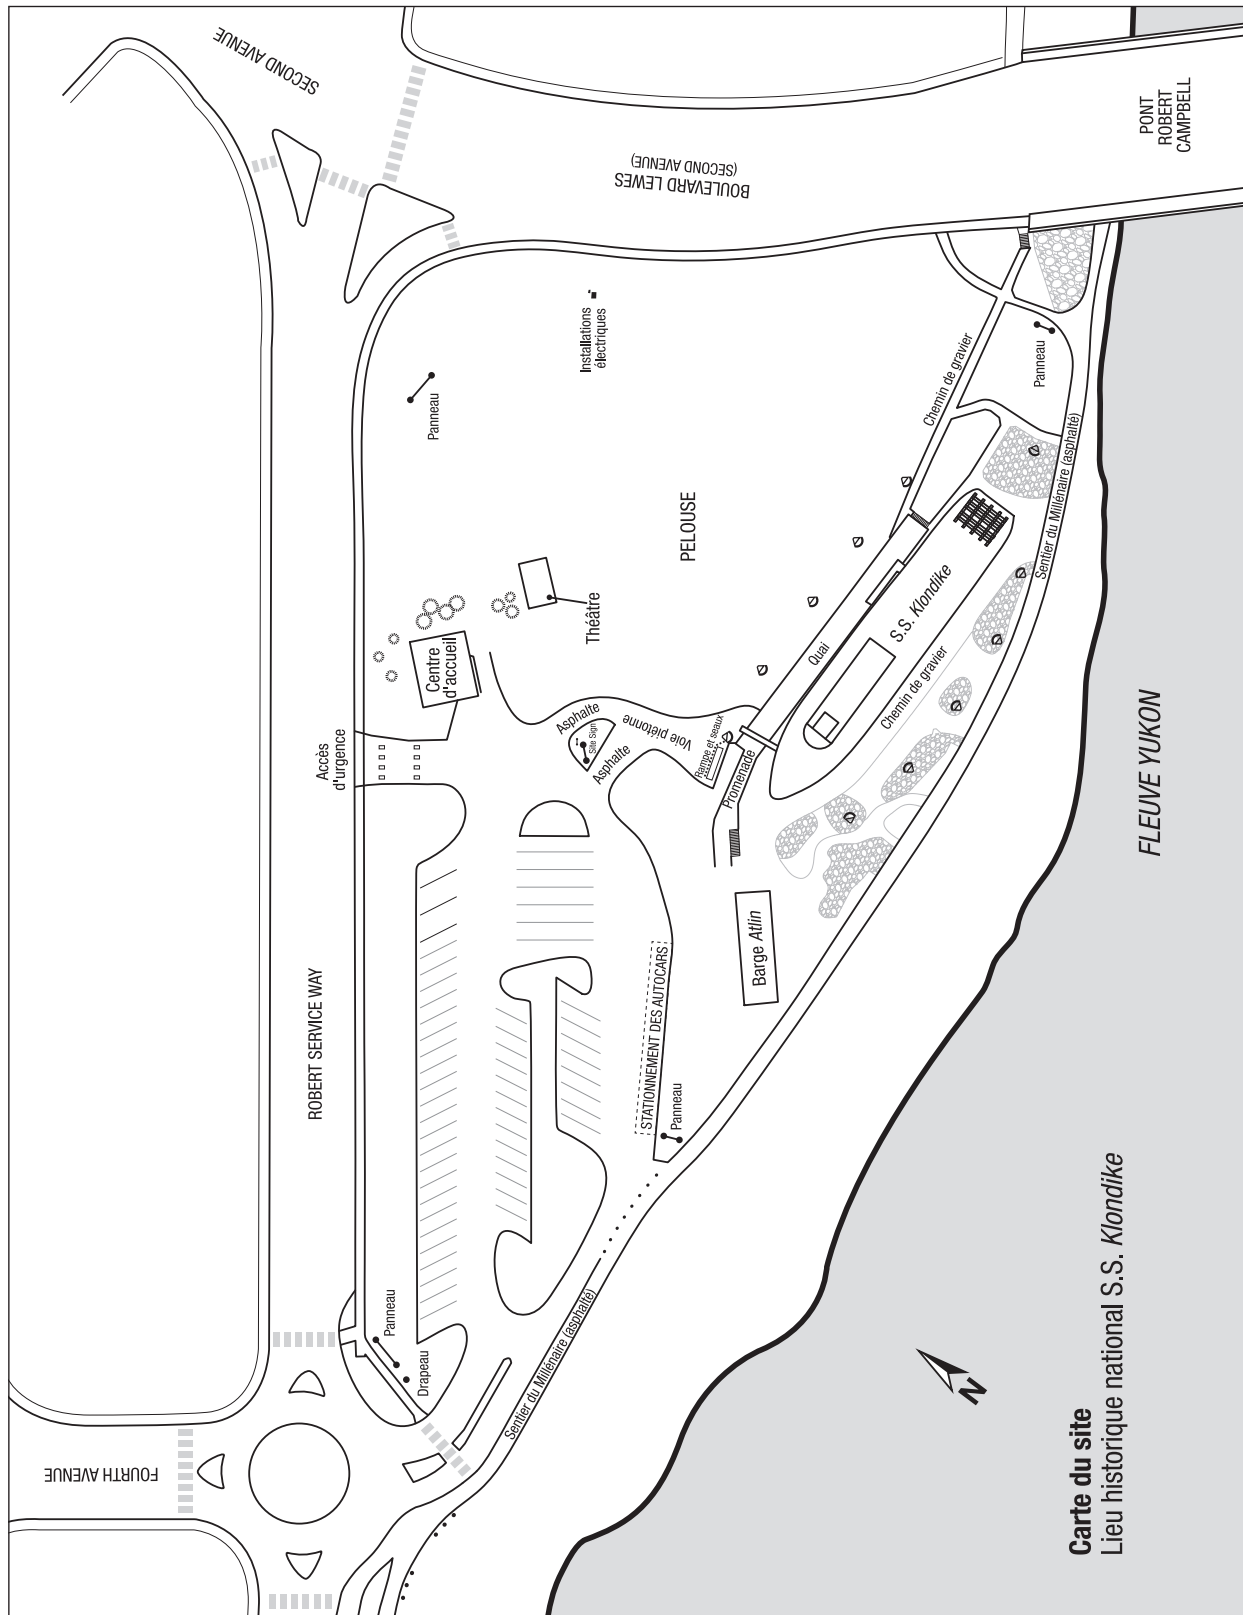 SECOND AVENUE
BOULEVARD LEWES
(SECOND AVENUE)
PONT
ROBERT
CAMPBELL
Installations
électriques
Panneau
Chemin de gravier
Panneau
PELOUSE
Théâtre
Centre
d'accueil
Accès
d'urgence
Asphalte
Site Sign
Asphalte
Voie piétonne
Rampe et seaux
Promenade
Quai
S.S. Klondike
Chemin de gravier
Sentier du Millénaire (asphalté)
FLEUVE YUKON
Barge Atlin
STATIONNEMENT DES AUTOCARS
Panneau
ROBERT SERVICE WAY
Panneau
Drapeau
Sentier du Millénaire (asphalté)
FOURTH AVENUE
N
Carte du site
Lieu historique national S.S. Klondike